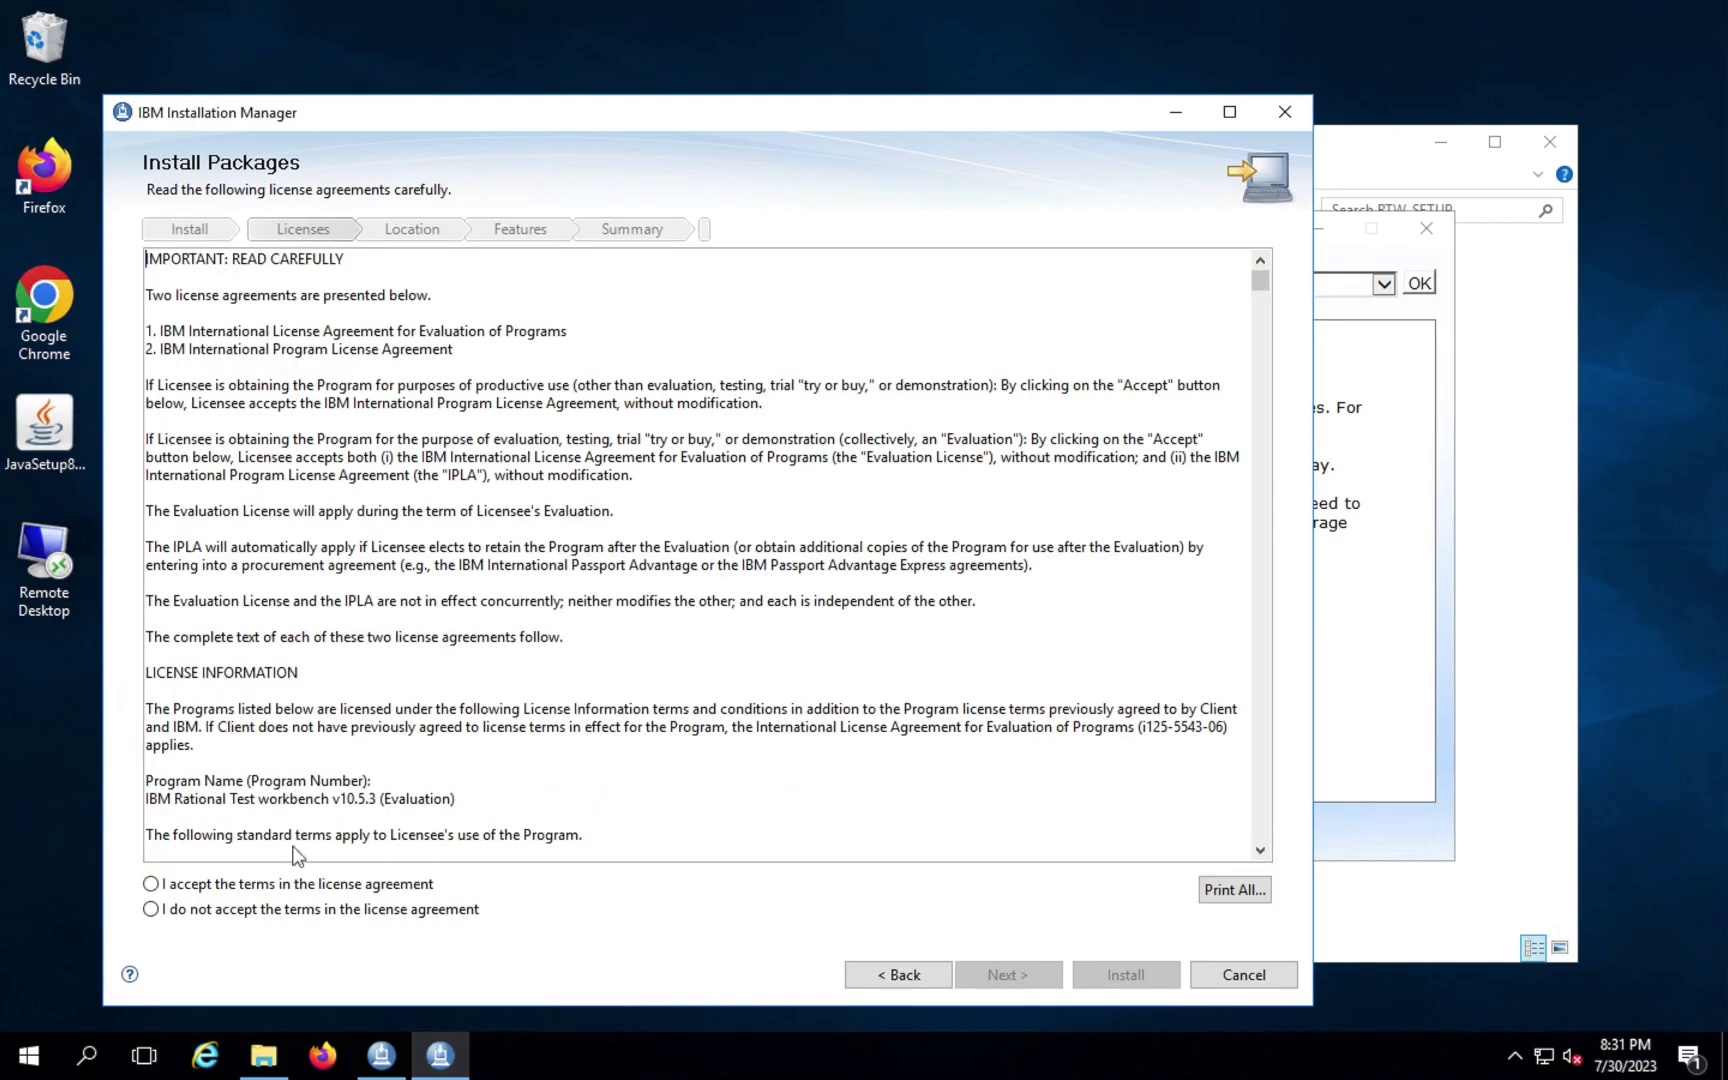 Recycle Bin
Firefox
Google
Chrome
JavaSetup8...
Remote
Desktop
IBM Installation Manager
Install Packages
Read the following license agreements carefully.
Install
Licenses
Location
Features
Summary
IMPORTANT: READ CAREFULLY
Two license agreements are presented below.
1. IBM International License Agreement for Evaluation of Programs
2. IBM International Program License Agreement
If Licensee is obtaining the Program for purposes of productive use (other than evaluation, testing, trial "try or buy," or demonstration): By clicking on the "Accept" button
below, Licensee accepts the IBM International Program License Agreement, without modification.
If Licensee is obtaining the Program for the purpose of evaluation, testing, trial "try or buy," or demonstration (collectively, an "Evaluation"): By clicking on the "Accept"
button below, Licensee accepts both (i) the IBM International License Agreement for Evaluation of Programs (the "Evaluation License"), without modification; and (ii) the IBM
International Program License Agreement (the "IPLA"), without modification.
The Evaluation License will apply during the term of Licensee's Evaluation.
The IPLA will automatically apply if Licensee elects to retain the Program after the Evaluation (or obtain additional copies of the Program for use after the Evaluation) by
entering into a procurement agreement (e.g., the IBM International Passport Advantage or the IBM Passport Advantage Express agreements).
The Evaluation License and the IPLA are not in effect concurrently; neither modifies the other; and each is independent of the other.
The complete text of each of these two license agreements follow.
LICENSE INFORMATION
The Programs listed below are licensed under the following License Information terms and conditions in addition to the Program license terms previously agreed to by Client
and IBM. If Client does not have previously agreed to license terms in effect for the Program, the International License Agreement for Evaluation of Programs (i125-5543-06)
applies.
Program Name (Program Number):
IBM Rational Test workbench v10.5.3 (Evaluation)
The following standard terms apply to Licensee's use of the Program.
I accept the terms in the license agreement
I do not accept the terms in the license agreement
Print All...
< Back
Next >
Install
Cancel
Search RTW_SETUP
OK
es. For
ay.
eed to
rage
8:31 PM
7/30/2023
1